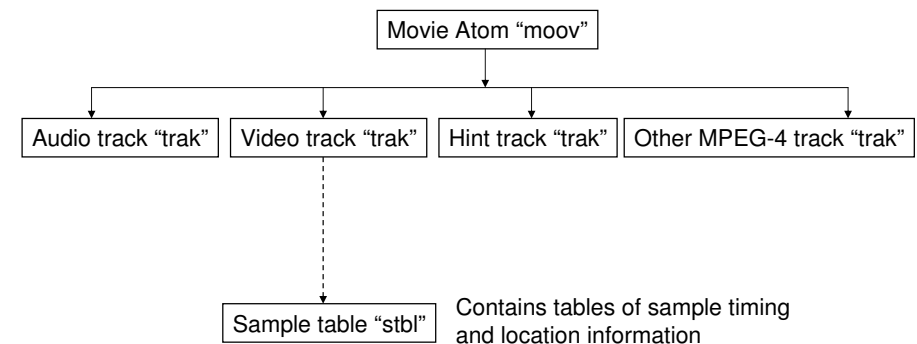 Movie Atom “moov”
Audio track “trak”
Video track “trak”
Hint track “trak”
Other MPEG-4 track “trak”
Sample table “stbl”
Contains tables of sample timing
and location information